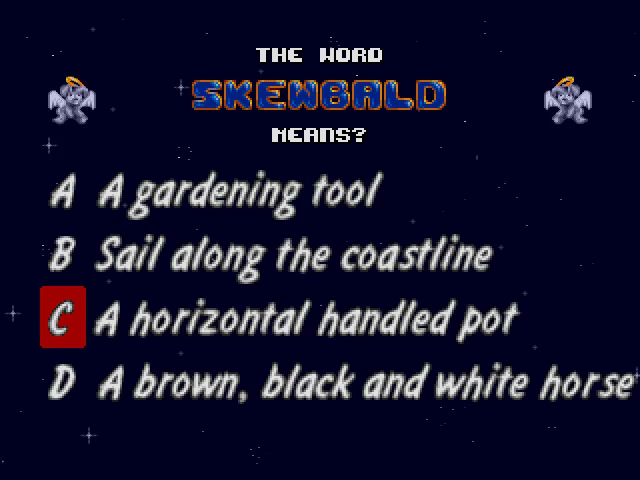 THE WORD
SKEWBALD
MEANS?
A A gardening tool
B Sail along the coastline
C A horizontal handled pot
D A brown, black and white horse